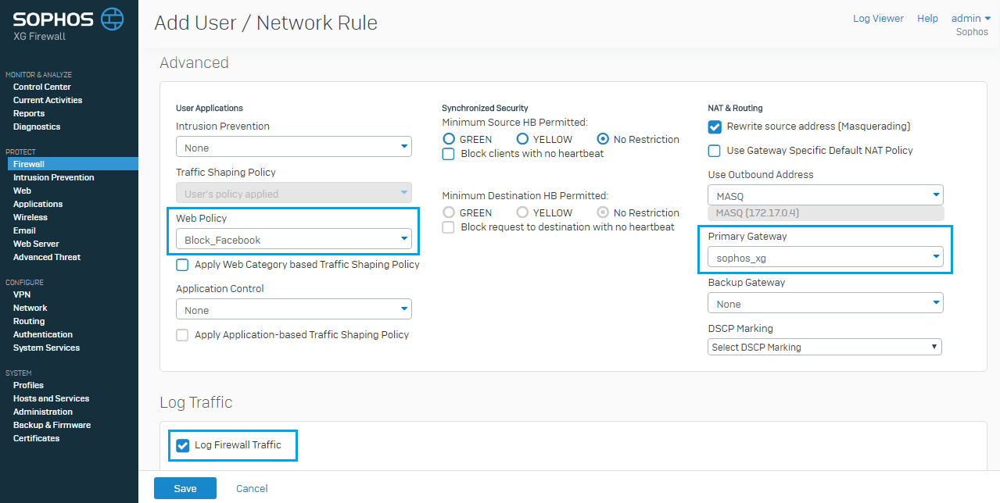 SOPHOS
XG Firewall
Add User / Network Rule
Log Viewer Help admin
Sophos
MONITOR & ANALYZE
Control Center
Current Activities
Reports
Diagnostics
PROTECT
Firewall
Intrusion Prevention
Web
Applications
Wireless
Email
Web Server
Advanced Threat
CONFIGURE
VPN
Network
Routing
Authentication
System Services
SYSTEM
Profiles
Hosts and Services
Administration
Backup & Firmware
Certificates
Advanced
User Applications
Intrusion Prevention
None
Traffic Shaping Policy
User's policy applied
Web Policy
Block_Facebook
Apply Web Category based Traffic Shaping Policy
Application Control
None
Apply Application-based Traffic Shaping Policy
Synchronized Security
Minimum Source HB Permitted:
GREEN YELLOW No Restriction
Block clients with no heartbeat
Minimum Destination HB Permitted:
GREEN YELLOW No Restriction
Block request to destination with no heartbeat
NAT & Routing
Rewrite source address (Masquerading)
Use Gateway Specific Default NAT Policy
Use Outbound Address
MASQ
MASQ (172.17.0.4)
Primary Gateway
sophos_xg
Backup Gateway
None
DSCP Marking
Select DSCP Marking
Log Traffic
Log Firewall Traffic
Save Cancel